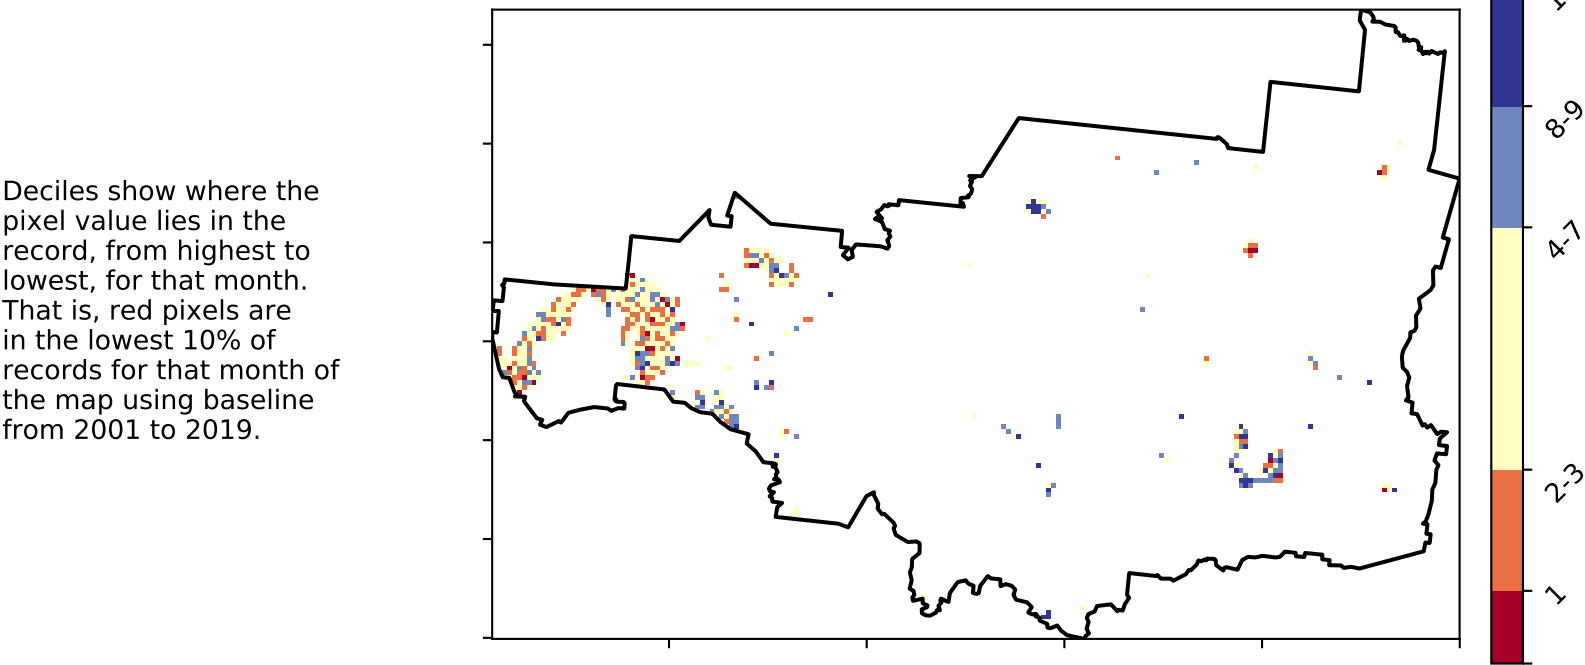 Deciles show where the
pixel value lies in the
record, from highest to
lowest, for that month.
That is, red pixels are
in the lowest 10% of
records for that month of
the map using baseline
from 2001 to 2019.
8-9
4-7
2-3
1